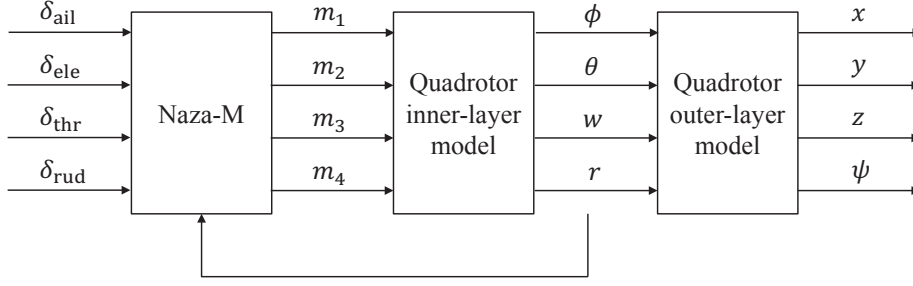 δ_ail m_1 ϕ x
δ_ele m_2 θ y
δ_thr m_3 w z
δ_rud m_4 r ψ
Naza-M
Quadrotor
inner-layer
model
Quadrotor
outer-layer
model